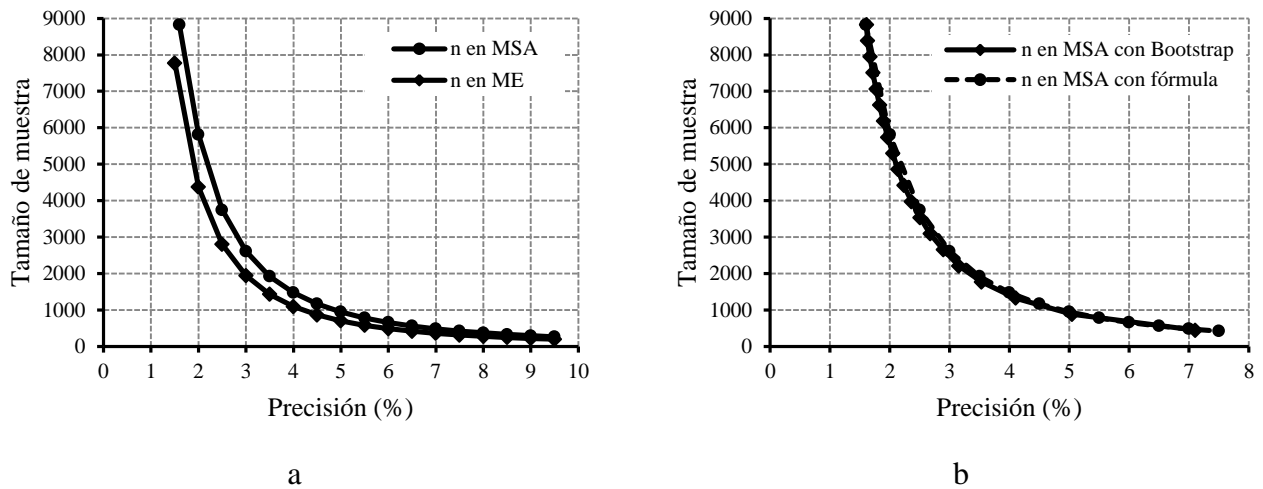 9000
8000
7000
6000
5000
4000
3000
2000
1000
0
Tamaño de muestra
n en MSA
n en ME
0 1 2 3 4 5 6 7 8 9 10
Precisión (%)
a
9000
8000
7000
6000
5000
4000
3000
2000
1000
0
Tamaño de muestra
n en MSA con Bootstrap
n en MSA con fórmula
0 1 2 3 4 5 6 7 8
Precisión (%)
b